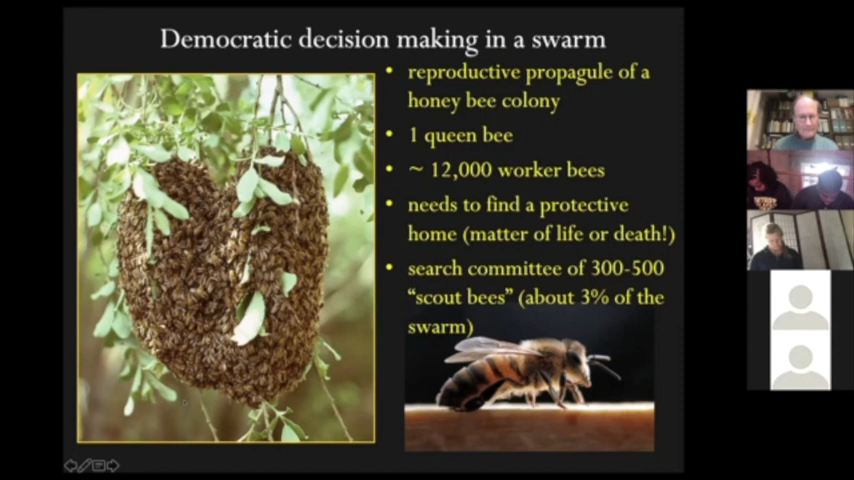 Democratic decision making in a swarm
• reproductive propagule of a
honey bee colony
• 1 queen bee
• ~ 12,000 worker bees
• needs to find a protective
home (matter of life or death!)
• search committee of 300-500
“scout bees” (about 3% of the
swarm)